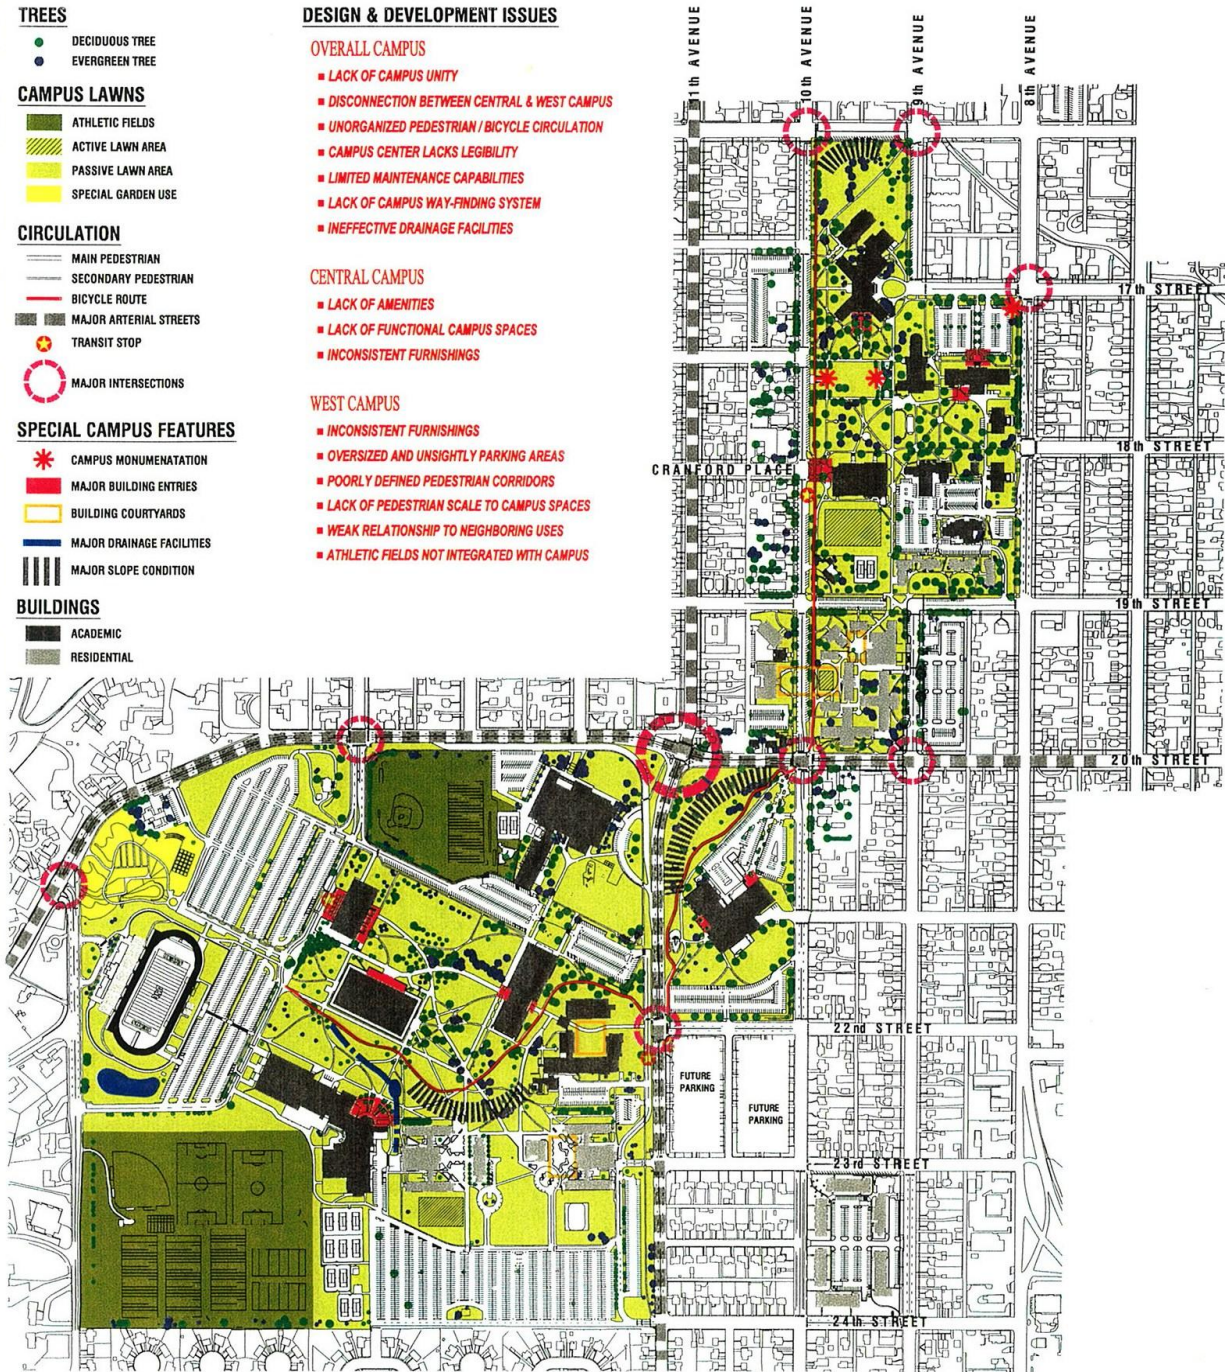 TREES
DECIDUOUS TREE
EVERGREEN TREE
CAMPUS LAWNS
ATHLETIC FIELDS
ACTIVE LAWN AREA
PASSIVE LAWN AREA
SPECIAL GARDEN USE
CIRCULATION
MAIN PEDESTRIAN
SECONDARY PEDESTRIAN
BICYCLE ROUTE
MAJOR ARTERIAL STREETS
TRANSIT STOP
MAJOR INTERSECTIONS
SPECIAL CAMPUS FEATURES
CAMPUS MONUMENATATION
MAJOR BUILDING ENTRIES
BUILDING COURTYARDS
MAJOR DRAINAGE FACILITIES
MAJOR SLOPE CONDITION
BUILDINGS
ACADEMIC
RESIDENTIAL
DESIGN & DEVELOPMENT ISSUES
OVERALL CAMPUS
▪ LACK OF CAMPUS UNITY
▪ DISCONNECTION BETWEEN CENTRAL & WEST CAMPUS
▪ UNORGANIZED PEDESTRIAN / BICYCLE CIRCULATION
▪ CAMPUS CENTER LACKS LEGIBILITY
▪ LIMITED MAINTENANCE CAPABILITIES
▪ LACK OF CAMPUS WAY-FINDING SYSTEM
▪ INEFFECTIVE DRAINAGE FACILITIES
CENTRAL CAMPUS
▪ LACK OF AMENITIES
▪ LACK OF FUNCTIONAL CAMPUS SPACES
▪ INCONSISTENT FURNISHINGS
WEST CAMPUS
▪ INCONSISTENT FURNISHINGS
▪ OVERSIZED AND UNSIGHTLY PARKING AREAS
▪ POORLY DEFINED PEDESTRIAN CORRIDORS
▪ LACK OF PEDESTRIAN SCALE TO CAMPUS SPACES
▪ WEAK RELATIONSHIP TO NEIGHBORING USES
▪ ATHLETIC FIELDS NOT INTEGRATED WITH CAMPUS
11th AVENUE
10th AVENUE
9th AVENUE
8th AVENUE
17th STREET
18th STREET
CRANFORD PLACE
19th STREET
20th STREET
22nd STREET
FUTURE
PARKING
FUTURE
PARKING
23rd STREET
24th STREET